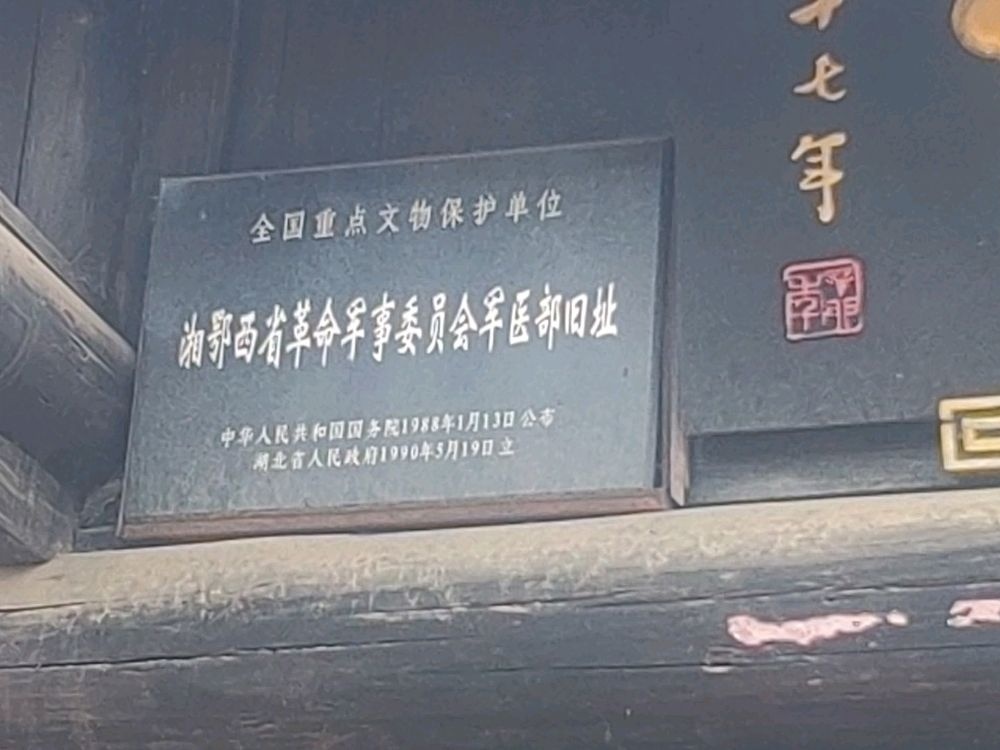 全国重点文物保护单位
湘鄂西省革命军事委员会军医部旧址
中华人民共和国国务院1988年1月13日公布
湖北省人民政府1990年5月19日立
七年